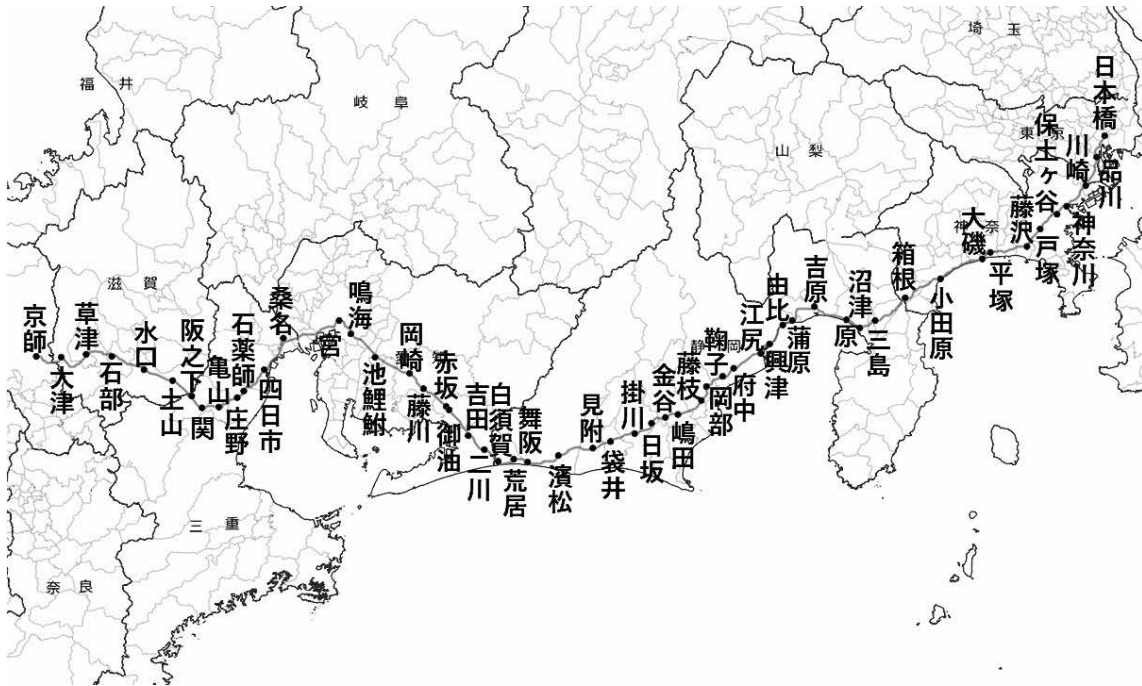 埼玉
福井
岐阜
東京
山梨
神奈
滋賀
静岡
三重
奈良
日本橋
品川
川崎
神奈川
保土ヶ谷
戸塚
藤沢
平塚
大磯
小田原
箱根
三島
沼津
原
吉原
蒲原
由比
興津
江尻
府中
鞠子
岡部
藤枝
嶋田
金谷
日坂
掛川
袋井
見附
濱松
舞阪
荒居
白須賀
二川
吉田
御油
赤坂
藤川
岡崎
池鯉鮒
鳴海
宮
桑名
四日市
石薬師
庄野
亀山
関
阪之下
土山
水口
石部
草津
大津
京師